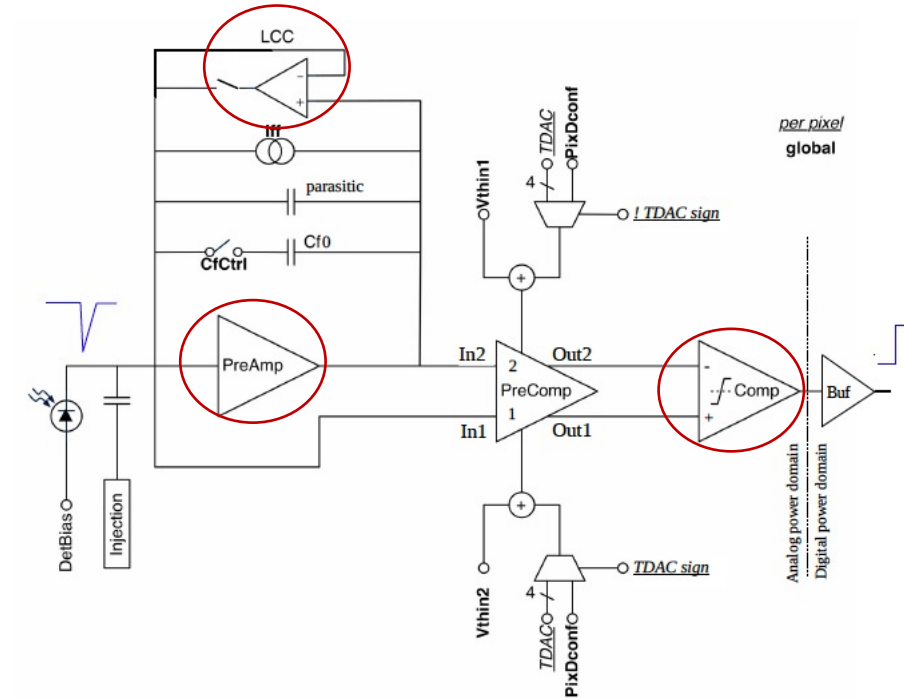 LCC
-
+
Iff
parasitic
Cf0
CfCtrl
PreAmp
DetBias
Injection
Vthin1
4
TDAC
PixDconf
! TDAC sign
+
In2
Out2
2
PreComp
1
In1
Out1
-
Comp
+
Buf
per pixel
global
Analog power domain
Digital power domain
+
Vthin2
4
TDAC
PixDconf
TDAC sign